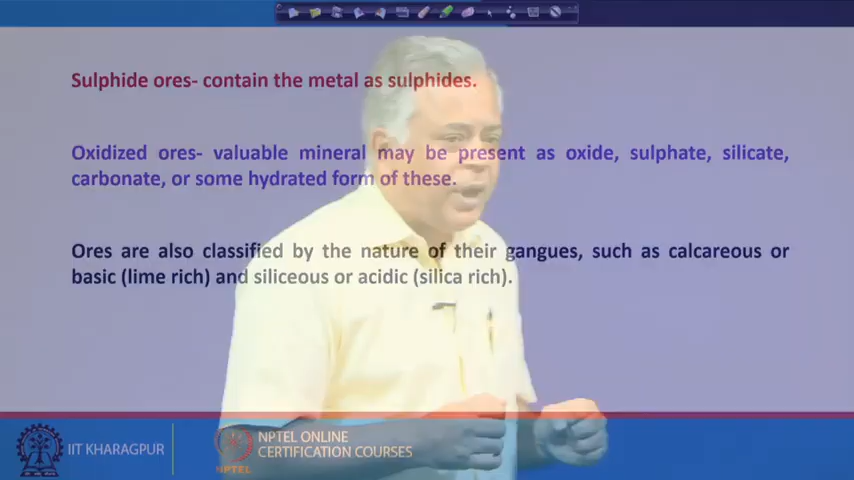 Sulphide ores- contain the metal as sulphides.
Oxidized ores- valuable mineral may be present as oxide, sulphate, silicate,
carbonate, or some hydrated form of these.
Ores are also classified by the nature of their gangues, such as calcareous or
basic (lime rich) and siliceous or acidic (silica rich).
IIT KHARAGPUR
NPTEL
NPTEL ONLINE
CERTIFICATION COURSES